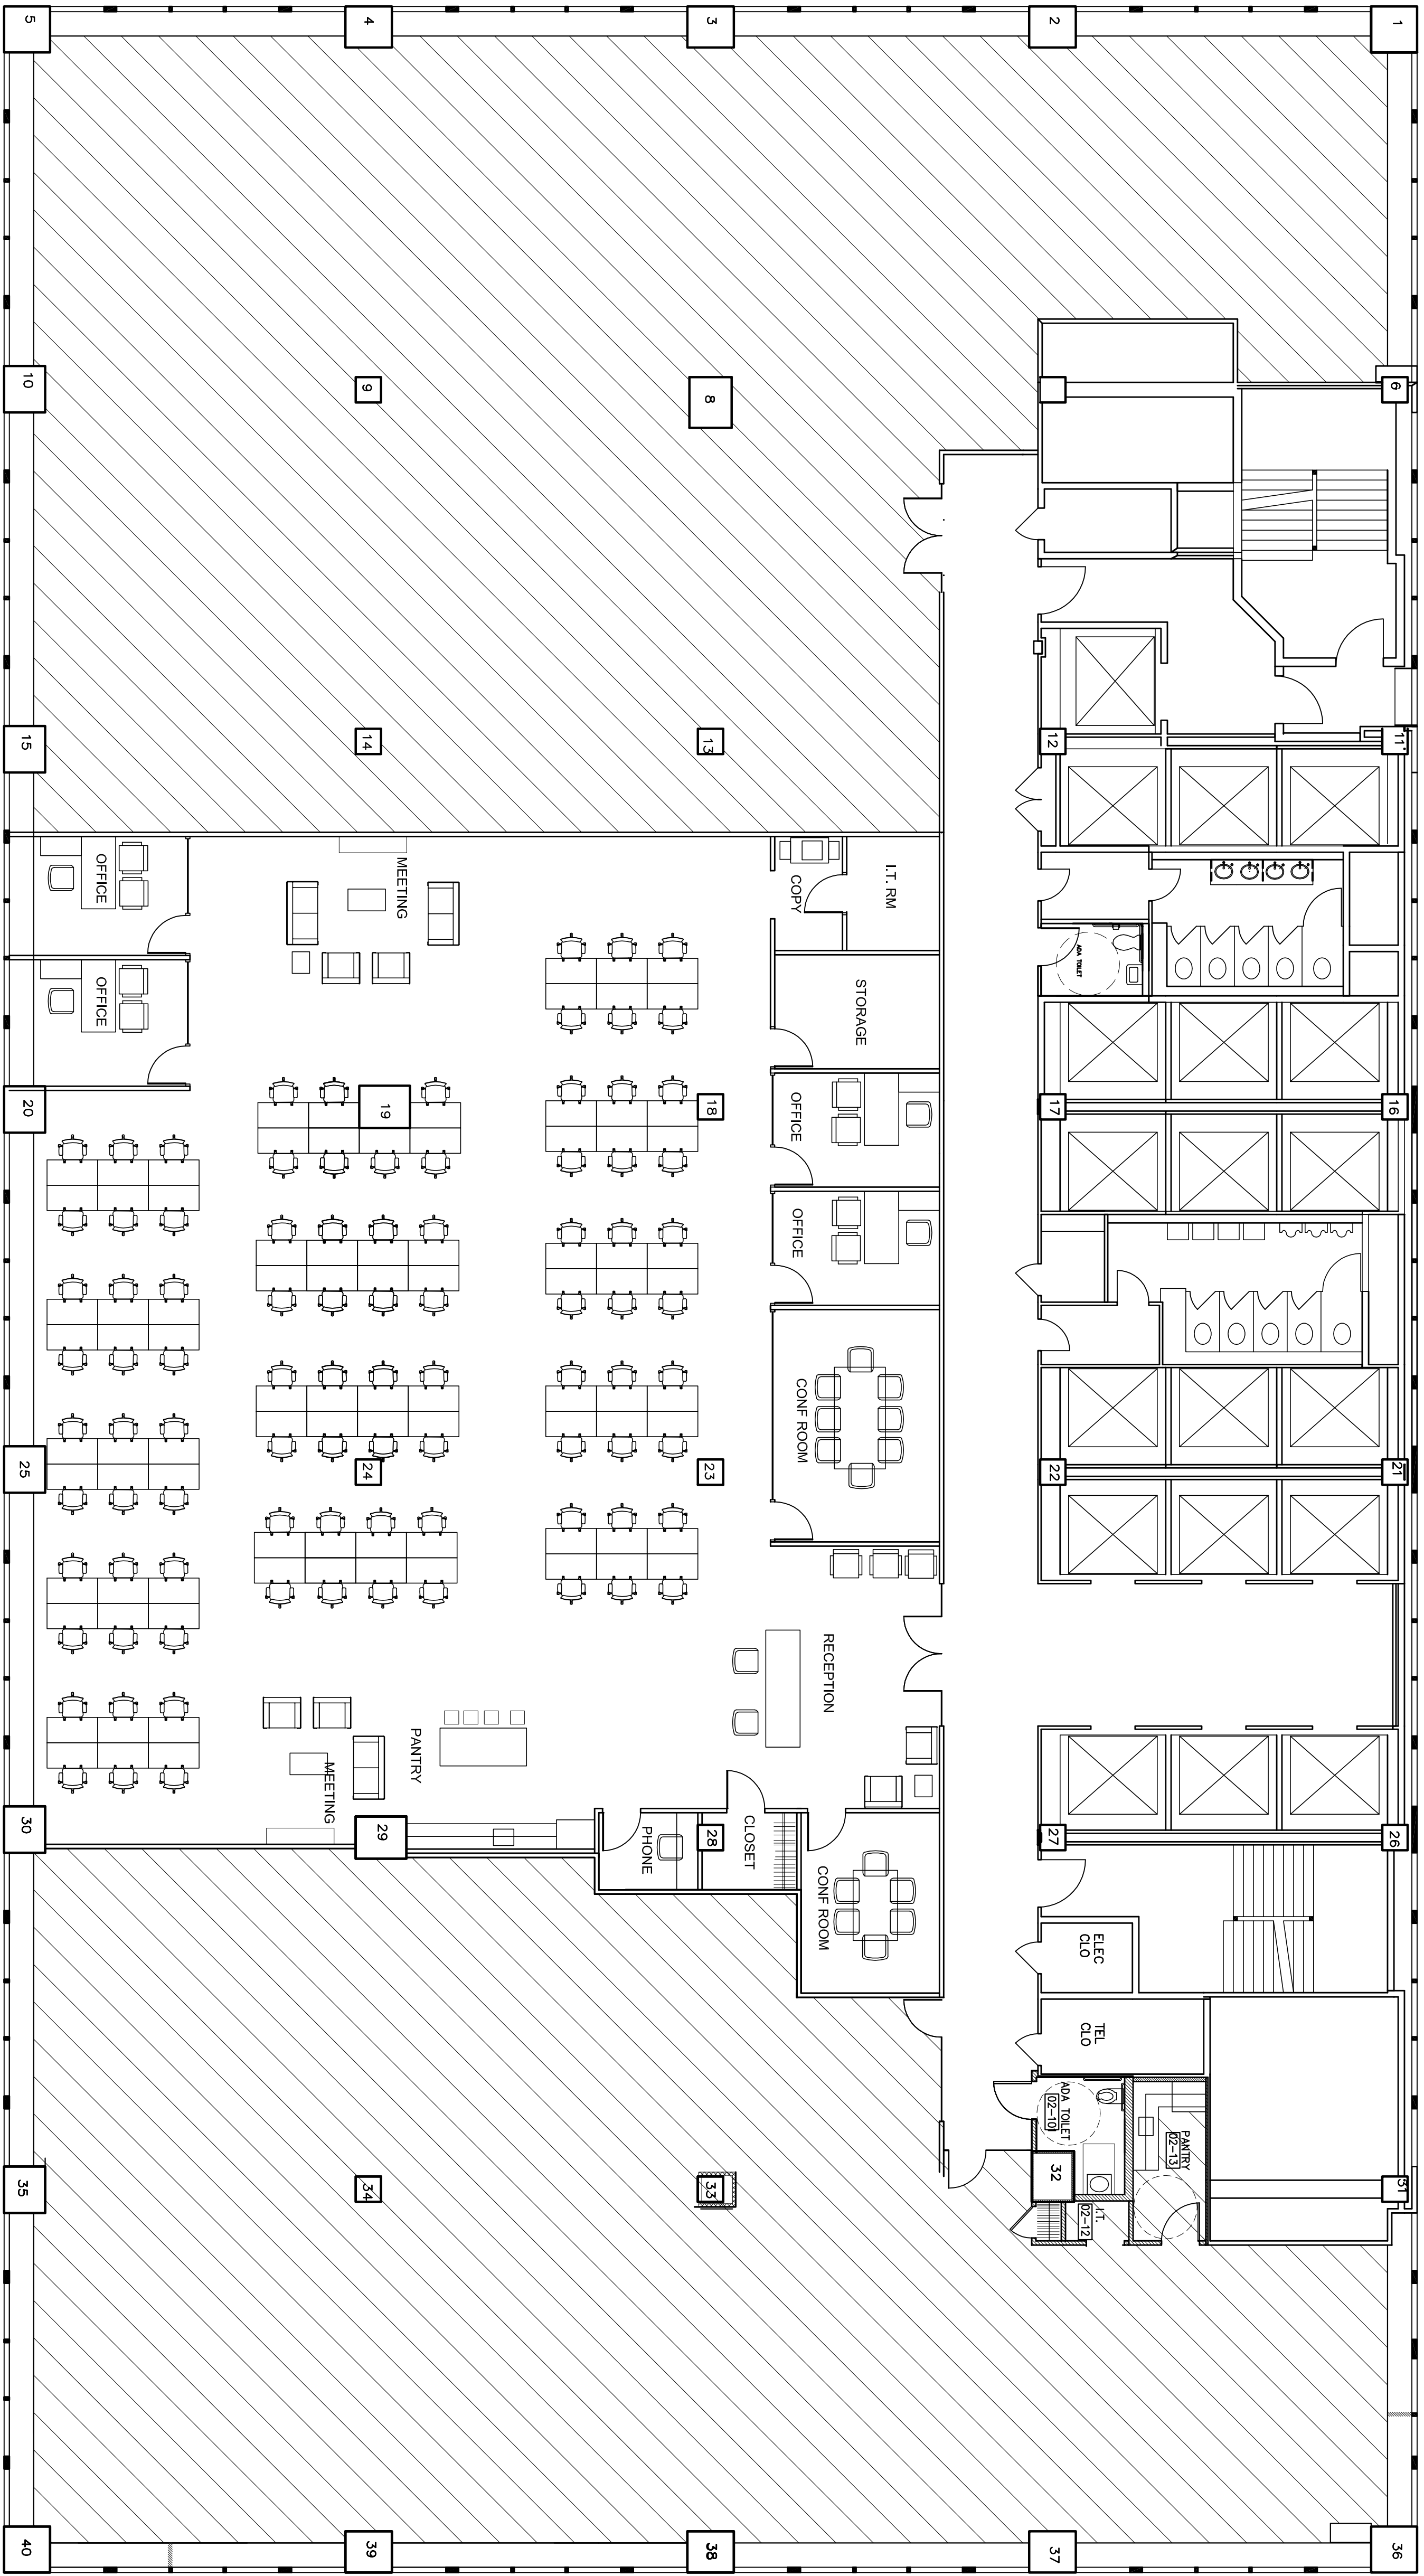 5
4
3
2
1
10
9
8
6
15
14
13
12
11
OFFICE
MEETING
COPY
I.T. RM
OFFICE
STORAGE
ADA TOILET
20
19
18
OFFICE
17
16
OFFICE
CONF ROOM
25
24
23
22
21
RECEPTION
PANTRY
MEETING
30
29
PHONE
28
CLOSET
CONF ROOM
27
26
ELEC
CLO
TEL
CLO
ADA TOILET
02-10
PANTRY
02-13
35
34
33
32
I.T.
02-12
31
40
39
38
37
36